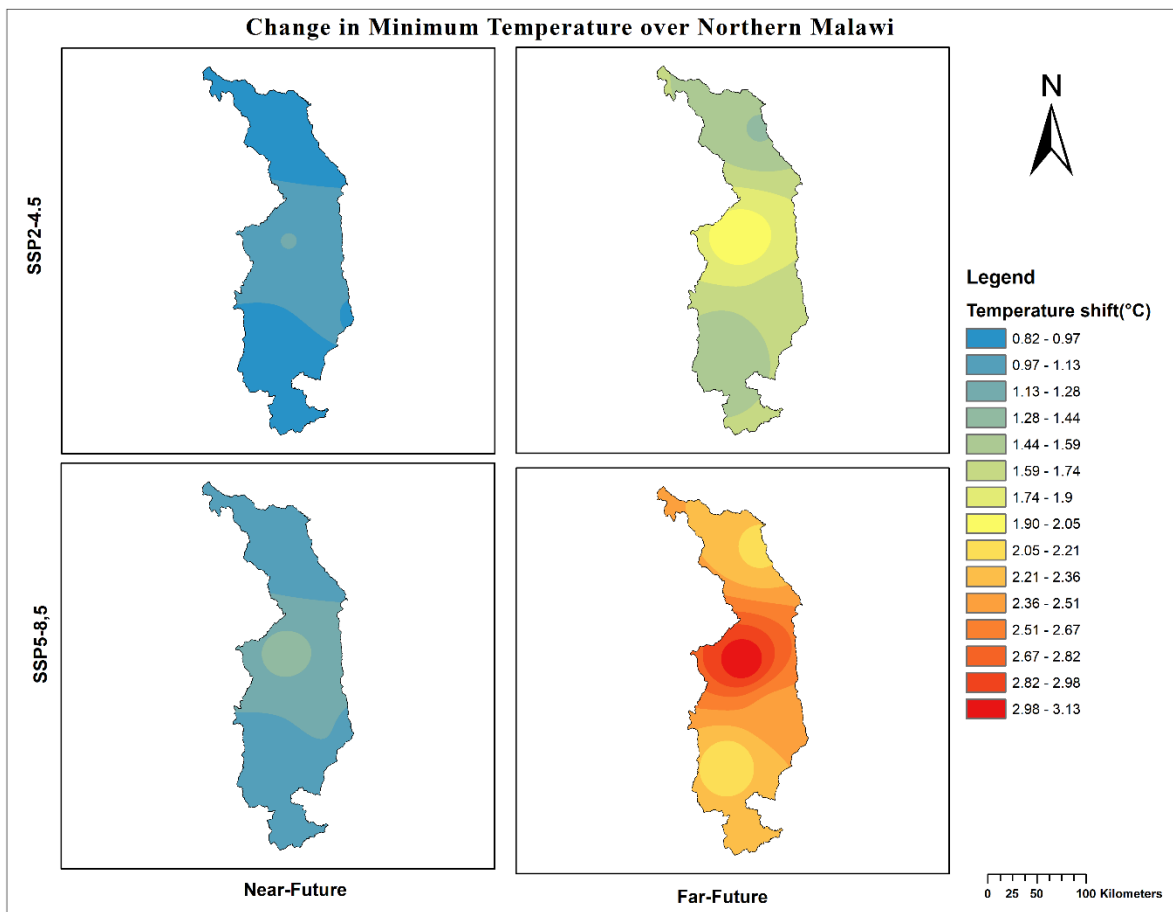 Change in Minimum Temperature over Northern Malawi
N
SSP2-4.5
SSP5-8,5
Legend
Temperature shift(°C)
0.82 - 0.97
0.97 - 1.13
1.13 - 1.28
1.28 - 1.44
1.44 - 1.59
1.59 - 1.74
1.74 - 1.9
1.90 - 2.05
2.05 - 2.21
2.21 - 2.36
2.36 - 2.51
2.51 - 2.67
2.67 - 2.82
2.82 - 2.98
2.98 - 3.13
Near-Future
Far-Future
0 25 50 100 Kilometers